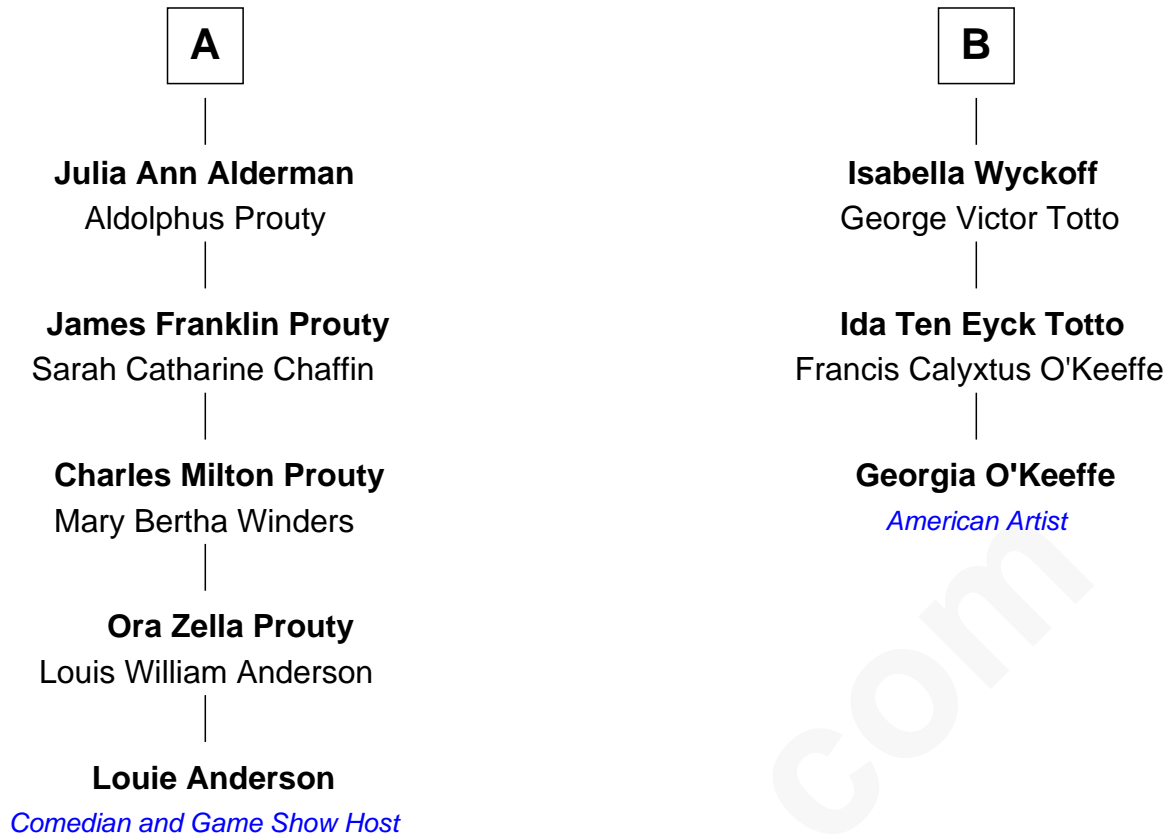 A
Julia Ann Alderman
Aldolphus Prouty
James Franklin Prouty
Sarah Catharine Chaffin
Charles Milton Prouty
Mary Bertha Winders
Ora Zella Prouty
Louis William Anderson
Louie Anderson
Comedian and Game Show Host
B
Isabella Wyckoff
George Victor Totto
Ida Ten Eyck Totto
Francis Calyxtus O'Keeffe
Georgia O'Keeffe
American Artist
com